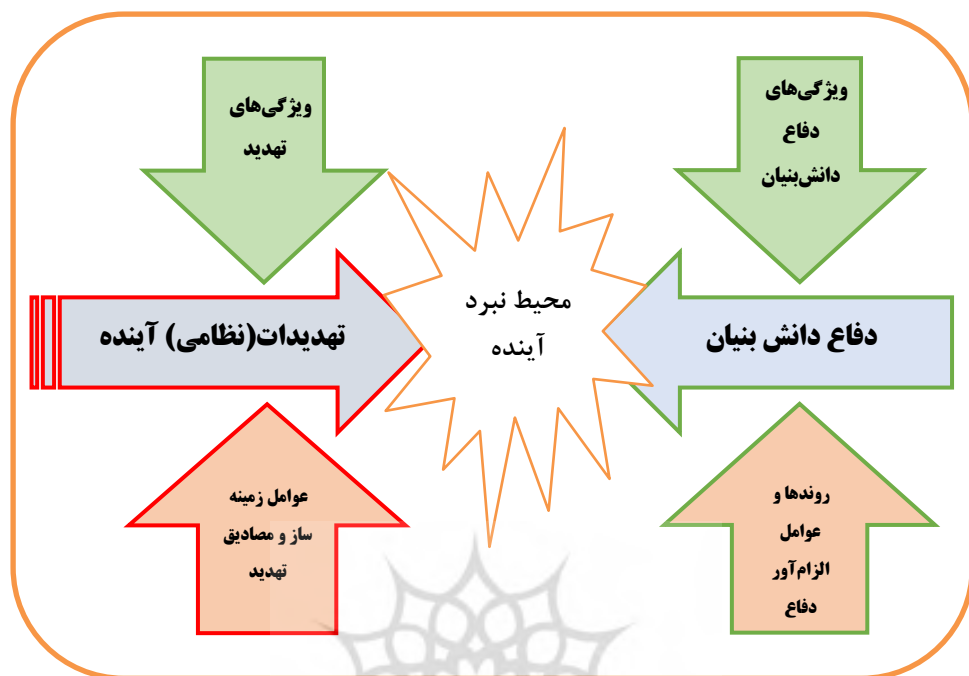 ویژگی‌های
دفاع
دانش‌بنیان
ویژگی‌های
تهدید
محیط نبرد
آینده
دفاع دانش بنیان
تهدیدات(نظامی) آینده
روندها و
عوامل
الزام‌آور
دفاع
عوامل زمینه
ساز و مصادیق
تهدید